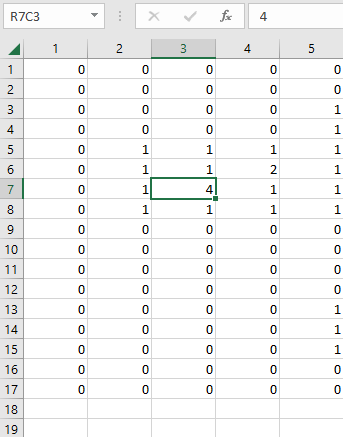 R7C3 fx 4
1 2 3 4 5
1 0 0 0 0 0
2 0 0 0 0 0
3 0 0 0 0 1
4 0 0 0 0 1
5 0 1 1 1 1
6 0 1 1 2 1
7 0 1 4 1 1
8 0 1 1 1 1
9 0 0 0 0 0
10 0 0 0 0 0
11 0 0 0 0 0
12 0 0 0 0 0
13 0 0 0 0 1
14 0 0 0 0 1
15 0 0 0 0 1
16 0 0 0 0 0
17 0 0 0 0 0
18
19